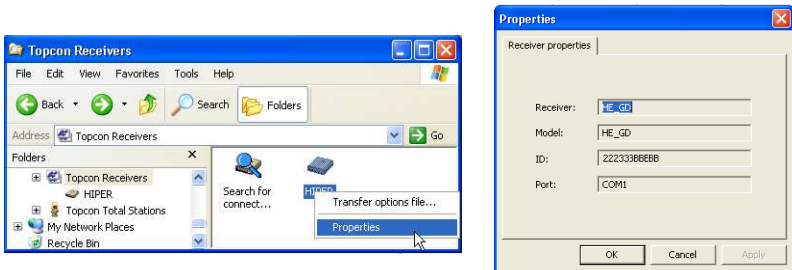 Topcon Receivers
File Edit View Favorites Tools Help
Back Search Folders
Address Topcon Receivers Go
Folders
Topcon Receivers
HIPER
Topcon Total Stations
My Network Places
Recycle Bin
Search for
connect...
HIPER
Transfer options file...
Properties
Properties
Receiver properties
Receiver: HE_GD
Model: HE_GD
ID: 222333BBEBB
Port: COM1
OK Cancel Apply